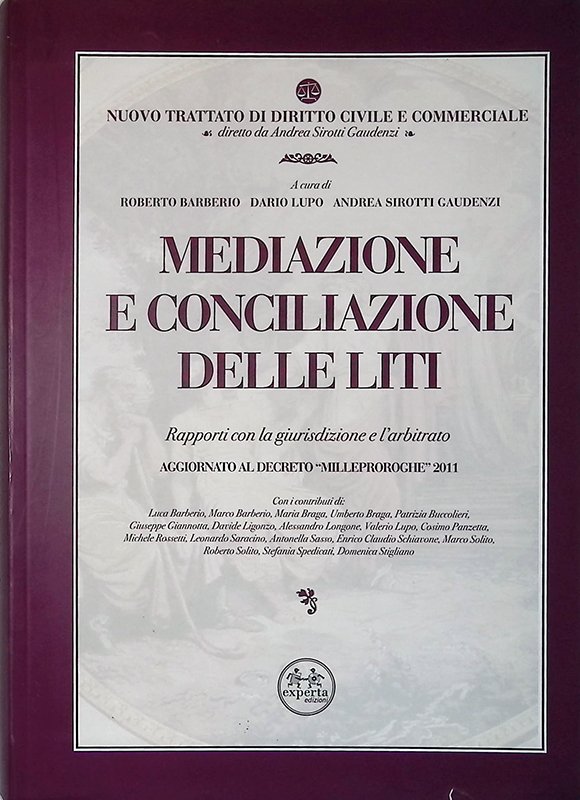 NUOVO TRATTATO DI DIRITTO CIVILE E COMMERCIALE
diretto da Andrea Sirotti Gaudenzi
A cura di
ROBERTO BARBERIO DARIO LUPO ANDREA SIROTTI GAUDENZI
MEDIAZIONE
E CONCILIAZIONE
DELLE LITI
Rapporti con la giurisdizione e l'arbitrato
AGGIORNATO AL DECRETO "MILLEPROROGHE" 2011
Con i contributi di:
Luca Barberio, Marco Barberio, Maria Braga, Umberto Braga, Patrizia Buccolieri,
Giuseppe Giannotta, Davide Ligonzo, Alessandro Longone, Valerio Lupo, Cosimo Panzetta,
Michele Rossetti, Leonardo Saracino, Antonella Sasso, Enrico Claudio Schiavone, Marco Solito,
Roberto Solito, Stefania Spedicati, Domenica Stigliano
experta
edizioni